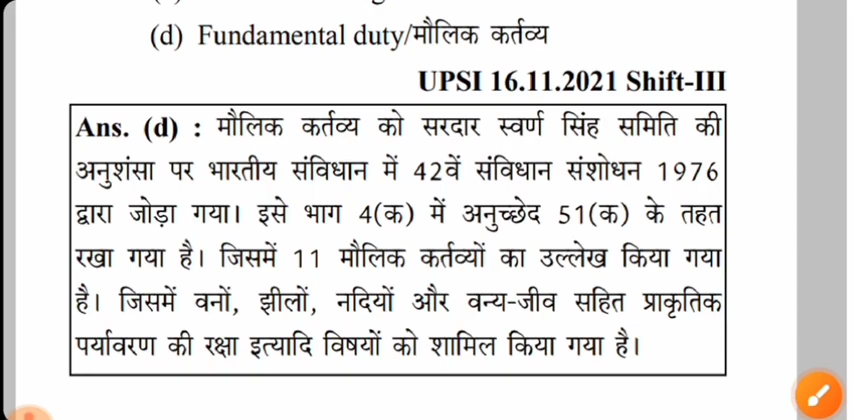 (d) Fundamental duty/मौलिक कर्तव्य
UPSI 16.11.2021 Shift-III
Ans. (d) : मौलिक कर्तव्य को सरदार स्वर्ण सिंह समिति की
अनुशंसा पर भारतीय संविधान में 42वें संविधान संशोधन 1976
द्वारा जोड़ा गया। इसे भाग 4(क) में अनुच्छेद 51(क) के तहत
रखा गया है। जिसमें 11 मौलिक कर्तव्यों का उल्लेख किया गया
है। जिसमें वनों, झीलों, नदियों और वन्य-जीव सहित प्राकृतिक
पर्यावरण की रक्षा इत्यादि विषयों को शामिल किया गया है।